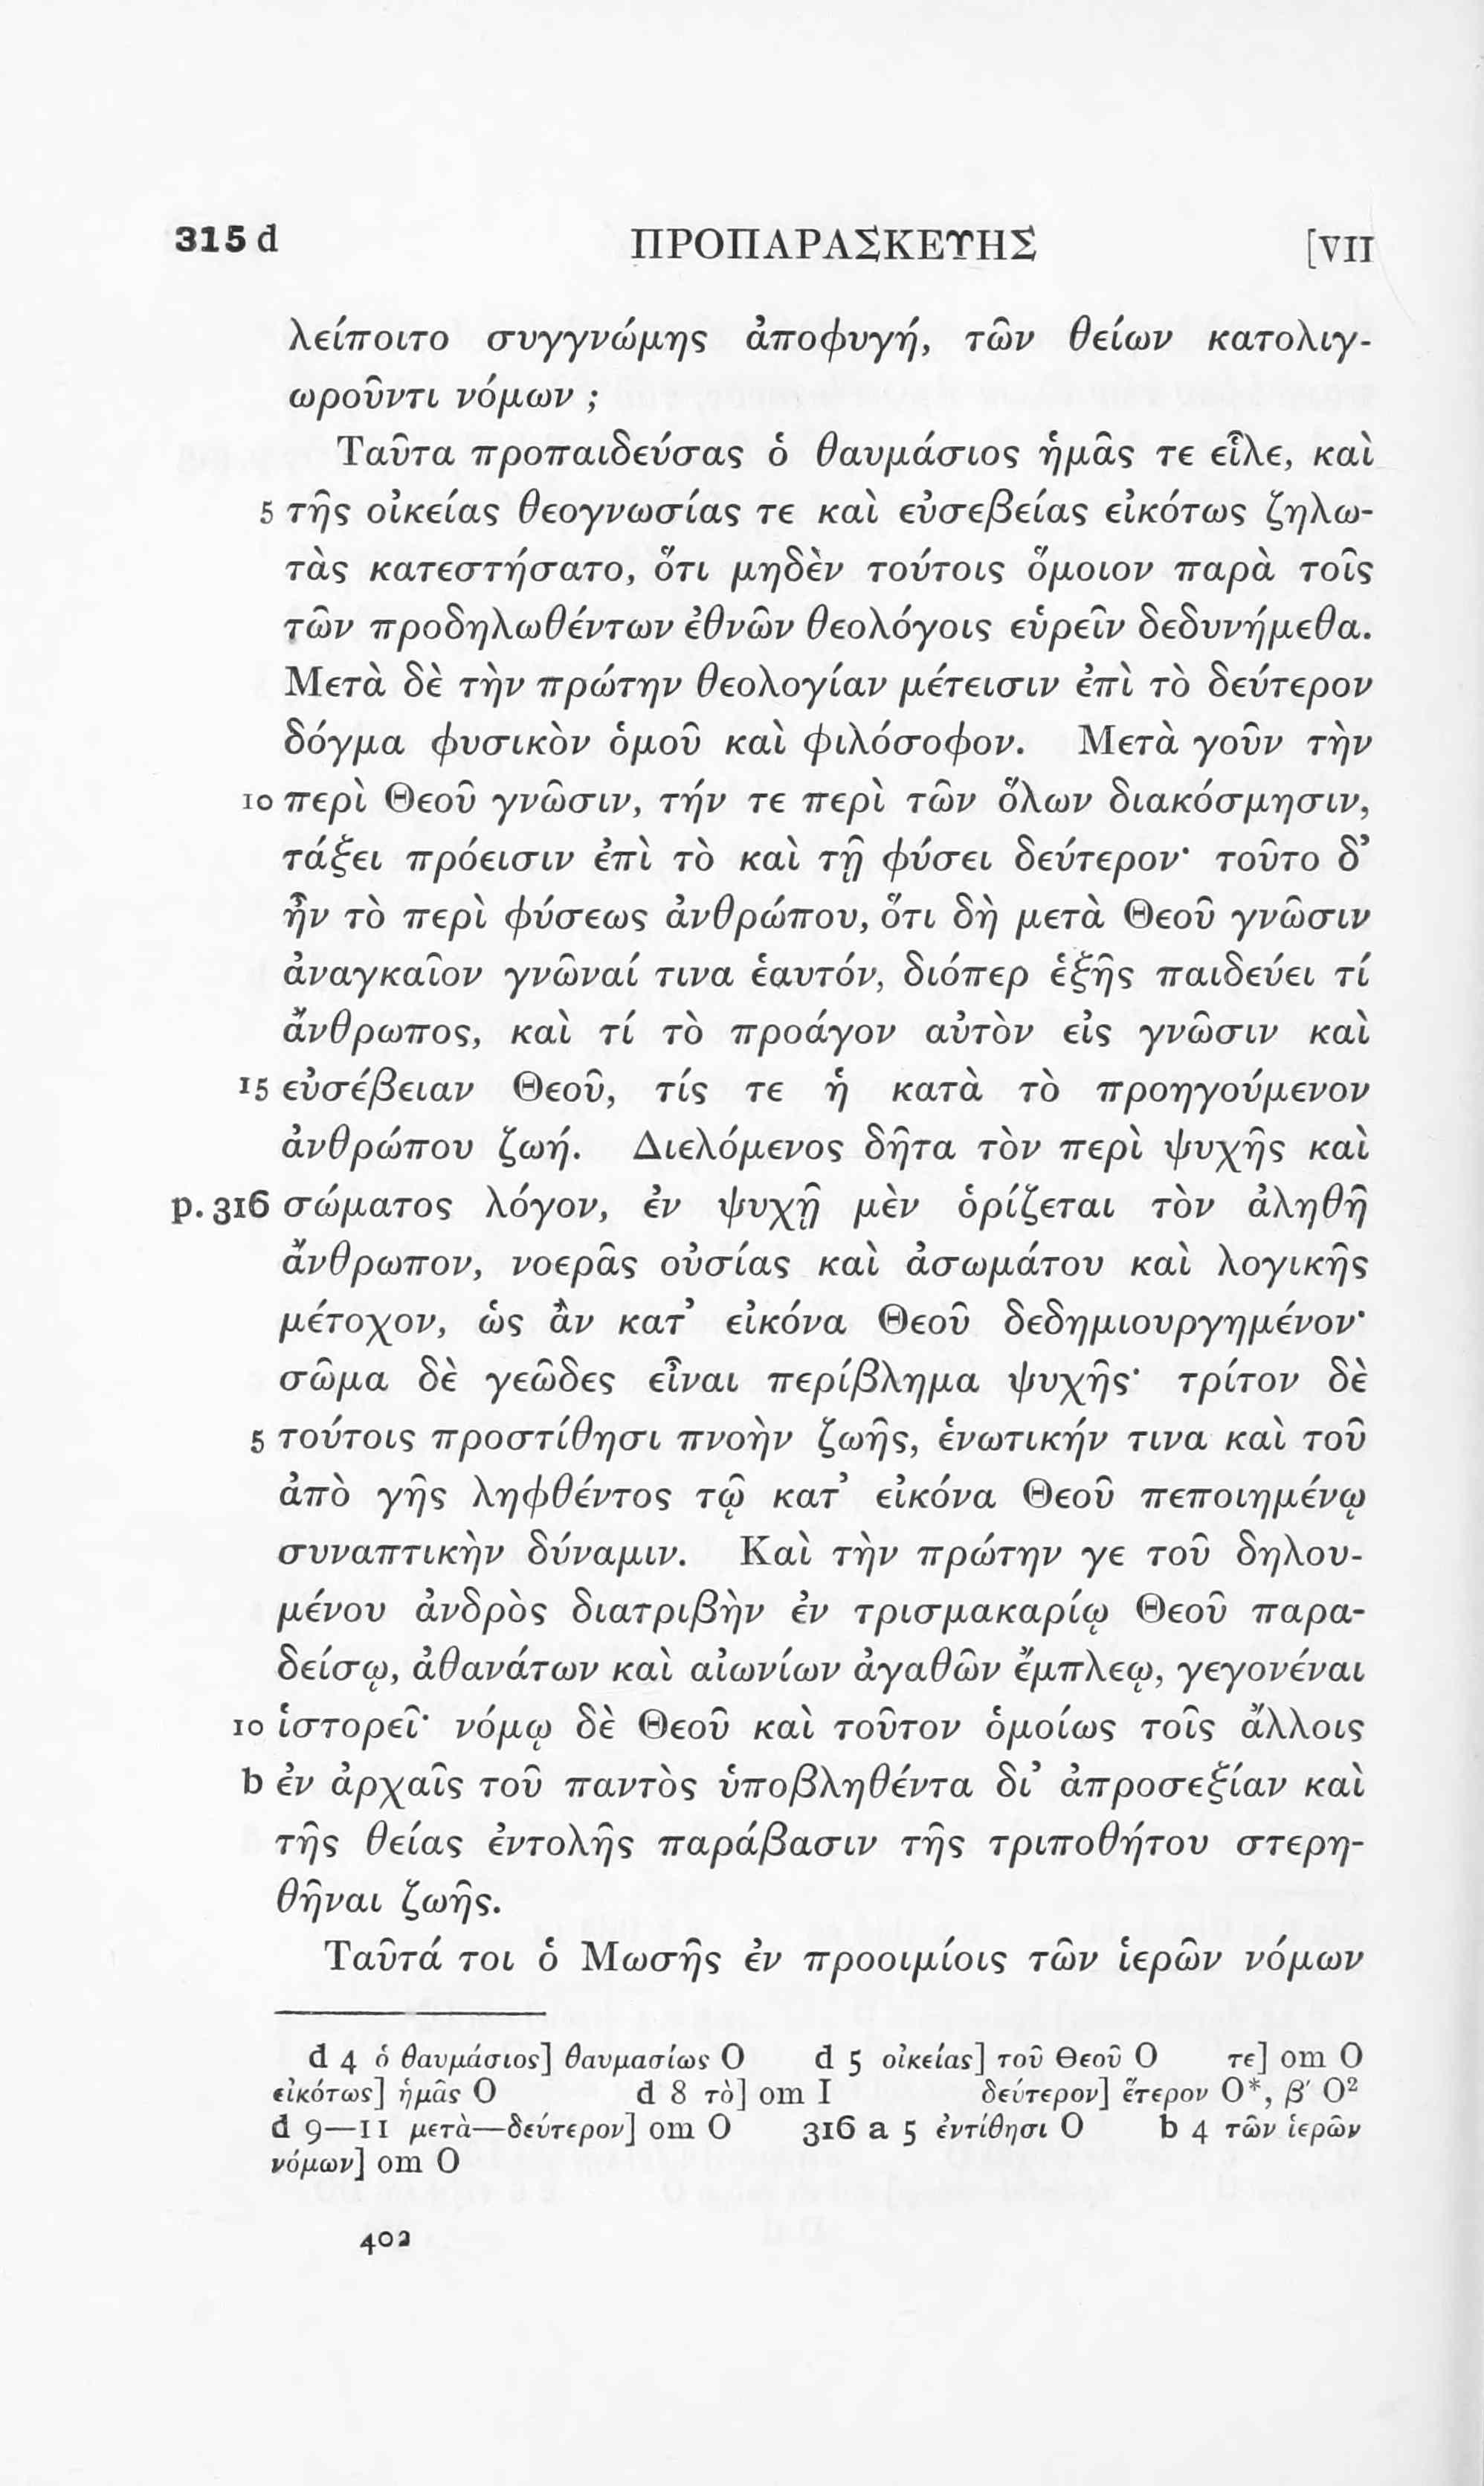 315 d ΠΡΟΠΑΡΑΣΚΕΥΗΣ [VII
λείποιτο συγγνώμης ἀποφυγή, τῶν θείων κατολιγ-
ωροῦντι νόμων ;
Ταῦτα προπαιδεύσας ὁ θαυμάσιος ἡμᾶς τε εἷλε, καὶ
5 τῆς οἰκείας θεογνωσίας τε καὶ εὐσεβείας εἰκότως ζηλω-
τὰς κατεστήσατο, ὅτι μηδὲν τούτοις ὅμοιον παρὰ τοῖς
τῶν προδηλωθέντων ἐθνῶν θεολόγοις εὑρεῖν δεδυνήμεθα.
Μετὰ δὲ τὴν πρώτην θεολογίαν μέτεισιν ἐπὶ τὸ δεύτερον
δόγμα φυσικὸν ὁμοῦ καὶ φιλόσοφον. Μετὰ γοῦν τὴν
10 περὶ Θεοῦ γνῶσιν, τήν τε περὶ τῶν ὅλων διακόσμησιν,
τάξει πρόεισιν ἐπὶ τὸ καὶ τῇ φύσει δεύτερον· τοῦτο δ᾽
ἦν τὸ περὶ φύσεως ἀνθρώπου, ὅτι δὴ μετὰ Θεοῦ γνῶσιν
ἀναγκαῖον γνῶναί τινα ἑαυτόν, διόπερ ἑξῆς παιδεύει τί
ἄνθρωπος, καὶ τί τὸ προάγον αὐτὸν εἰς γνῶσιν καὶ
15 εὐσέβειαν Θεοῦ, τίς τε ἡ κατὰ τὸ προηγούμενον
ἀνθρώπου ζωή. Διελόμενος δῆτα τὸν περὶ ψυχῆς καὶ
p. 316 σώματος λόγον, ἐν ψυχῇ μὲν ὁρίζεται τὸν ἀληθῆ
ἄνθρωπον, νοερᾶς οὐσίας καὶ ἀσωμάτου καὶ λογικῆς
μέτοχον, ὡς ἂν κατ᾽ εἰκόνα Θεοῦ δεδημιουργημένον·
σῶμα δὲ γεῶδες εἶναι περίβλημα ψυχῆς· τρίτον δὲ
5 τούτοις προστίθησι πνοὴν ζωῆς, ἑνωτικήν τινα καὶ τοῦ
ἀπὸ γῆς ληφθέντος τῷ κατ᾽ εἰκόνα Θεοῦ πεποιημένῳ
συναπτικὴν δύναμιν. Καὶ τὴν πρώτην γε τοῦ δηλου-
μένου ἀνδρὸς διατριβὴν ἐν τρισμακαρίῳ Θεοῦ παρα-
δείσῳ, ἀθανάτων καὶ αἰωνίων ἀγαθῶν ἔμπλεῳ, γεγονέναι
10 ἱστορεῖ· νόμῳ δὲ Θεοῦ καὶ τοῦτον ὁμοίως τοῖς ἄλλοις
b ἐν ἀρχαῖς τοῦ παντὸς ὑποβληθέντα δι᾽ ἀπροσεξίαν καὶ
τῆς θείας ἐντολῆς παράβασιν τῆς τριποθήτου στερη-
θῆναι ζωῆς.
Ταῦτά τοι ὁ Μωσῆς ἐν προοιμίοις τῶν ἱερῶν νόμων
d 4 ὁ θαυμάσιος] θαυμασίως O d 5 οἰκείας] τοῦ Θεοῦ O τε] om O
εἰκότως] ἡμᾶς O d 8 τὸ] om I δεύτερον] ἕτερον O*, β′ O²
d 9—11 μετὰ—δεύτερον] om O 316 a 5 ἐντίθησι O b 4 τῶν ἱερῶν
νόμων] om O
402